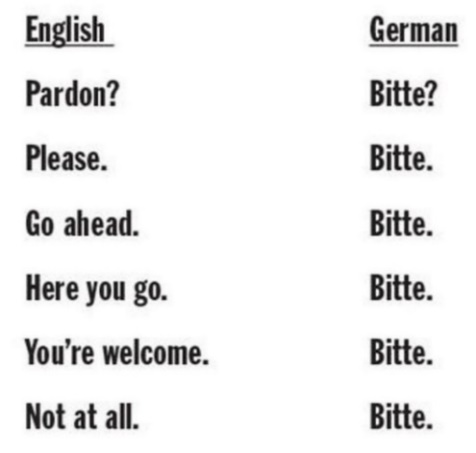 English German
Pardon? Bitte?
Please. Bitte.
Go ahead. Bitte.
Here you go. Bitte.
You're welcome. Bitte.
Not at all. Bitte.